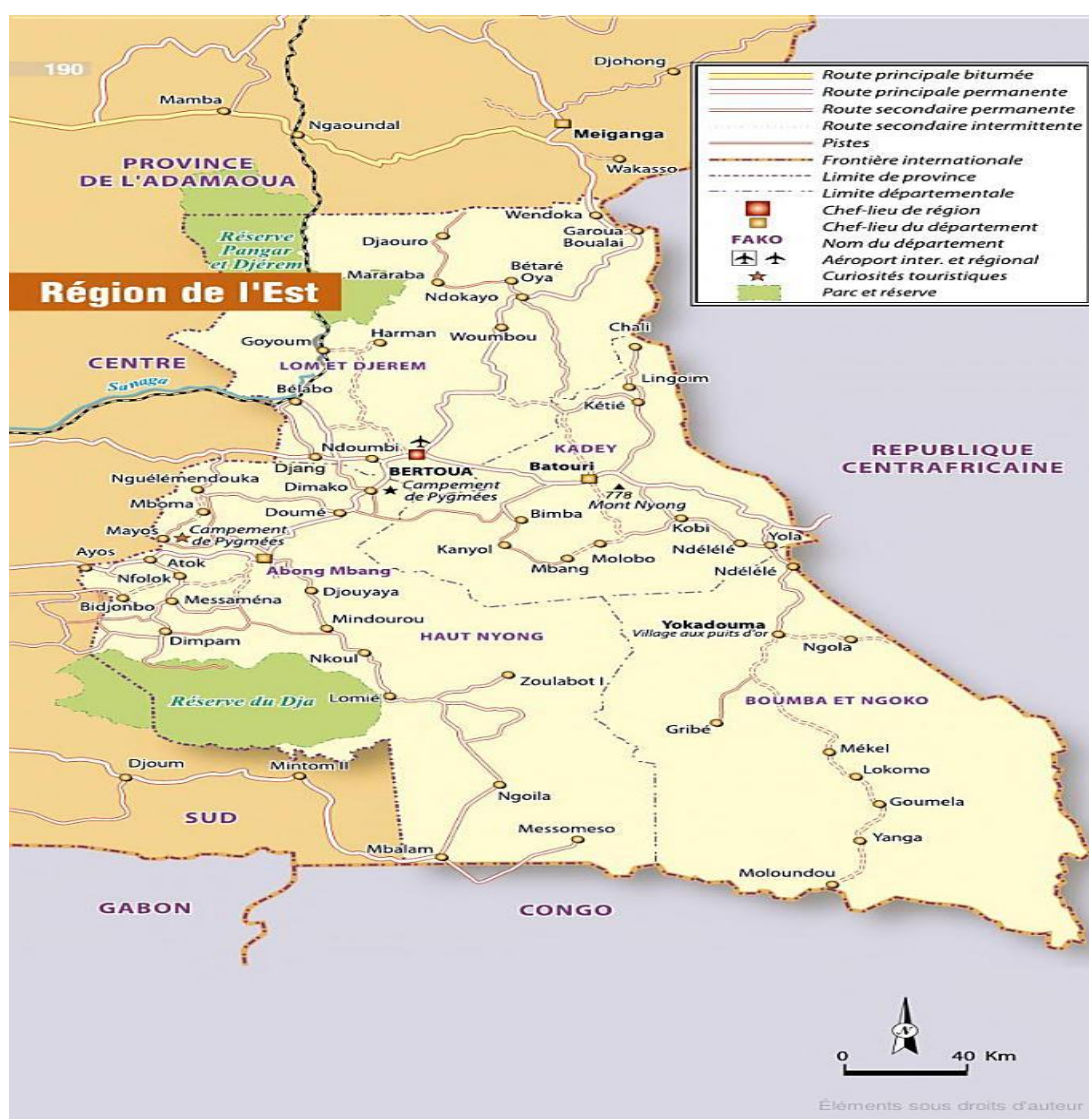 190
Djohong
Mamba
Ngaoundal
Meiganga
Wakasso
PROVINCE
DE L'ADAMAOUA
Route principale bitumée
Route principale permanente
Route secondaire permanente
Route secondaire intermittente
Pistes
Frontière internationale
Limite de province
Limite départementale
Chef-lieu de région
Chef-lieu du département
FAKO
Nom du département
Aéroport inter. et régional
Curiosités touristiques
Parc et réserve
Wendoka
Garoua
Boualai
Réserve
Pangar
et Djérem
Djaouro
Mararaba
Bétaré
Oya
Ndokayo
Région de l'Est
Goyoum
Harman
Woumbou
Chali
CENTRE
LOM ET DJEREM
Lingoim
Sanaga
Bélabo
Kétié
Ndoumbi
KADEY
REPUBLIQUE
CENTRAFRICAINE
Djang
BERTOUA
Batouri
Nguélémendouka
Dimako
Campement
de Pygmées
778
Mont Nyong
Mboma
Doumé
Bimba
Mayos
Campement
de Pygmées
Kobi
Yola
Ayos
Atok
Kanyol
Molobo
Ndélélé
Abong Mbang
Mbang
Ndélélé
Nfolok
Djouyaya
Bidjonbo
Messaména
Mindourou
HAUT NYONG
Yokadouma
Village aux puits d'or
Dimpam
Ngola
Nkoul
Zoulabot I
Réserve du Dja
Lomié
BOUMBA ET NGOKO
Gribé
Mékel
Djoum
Mintom II
Lokomo
Ngoila
Goumela
SUD
Messomeso
Yanga
Mbalam
Moloundou
GABON
CONGO
N
0 40 Km
Éléments sous droits d'auteur